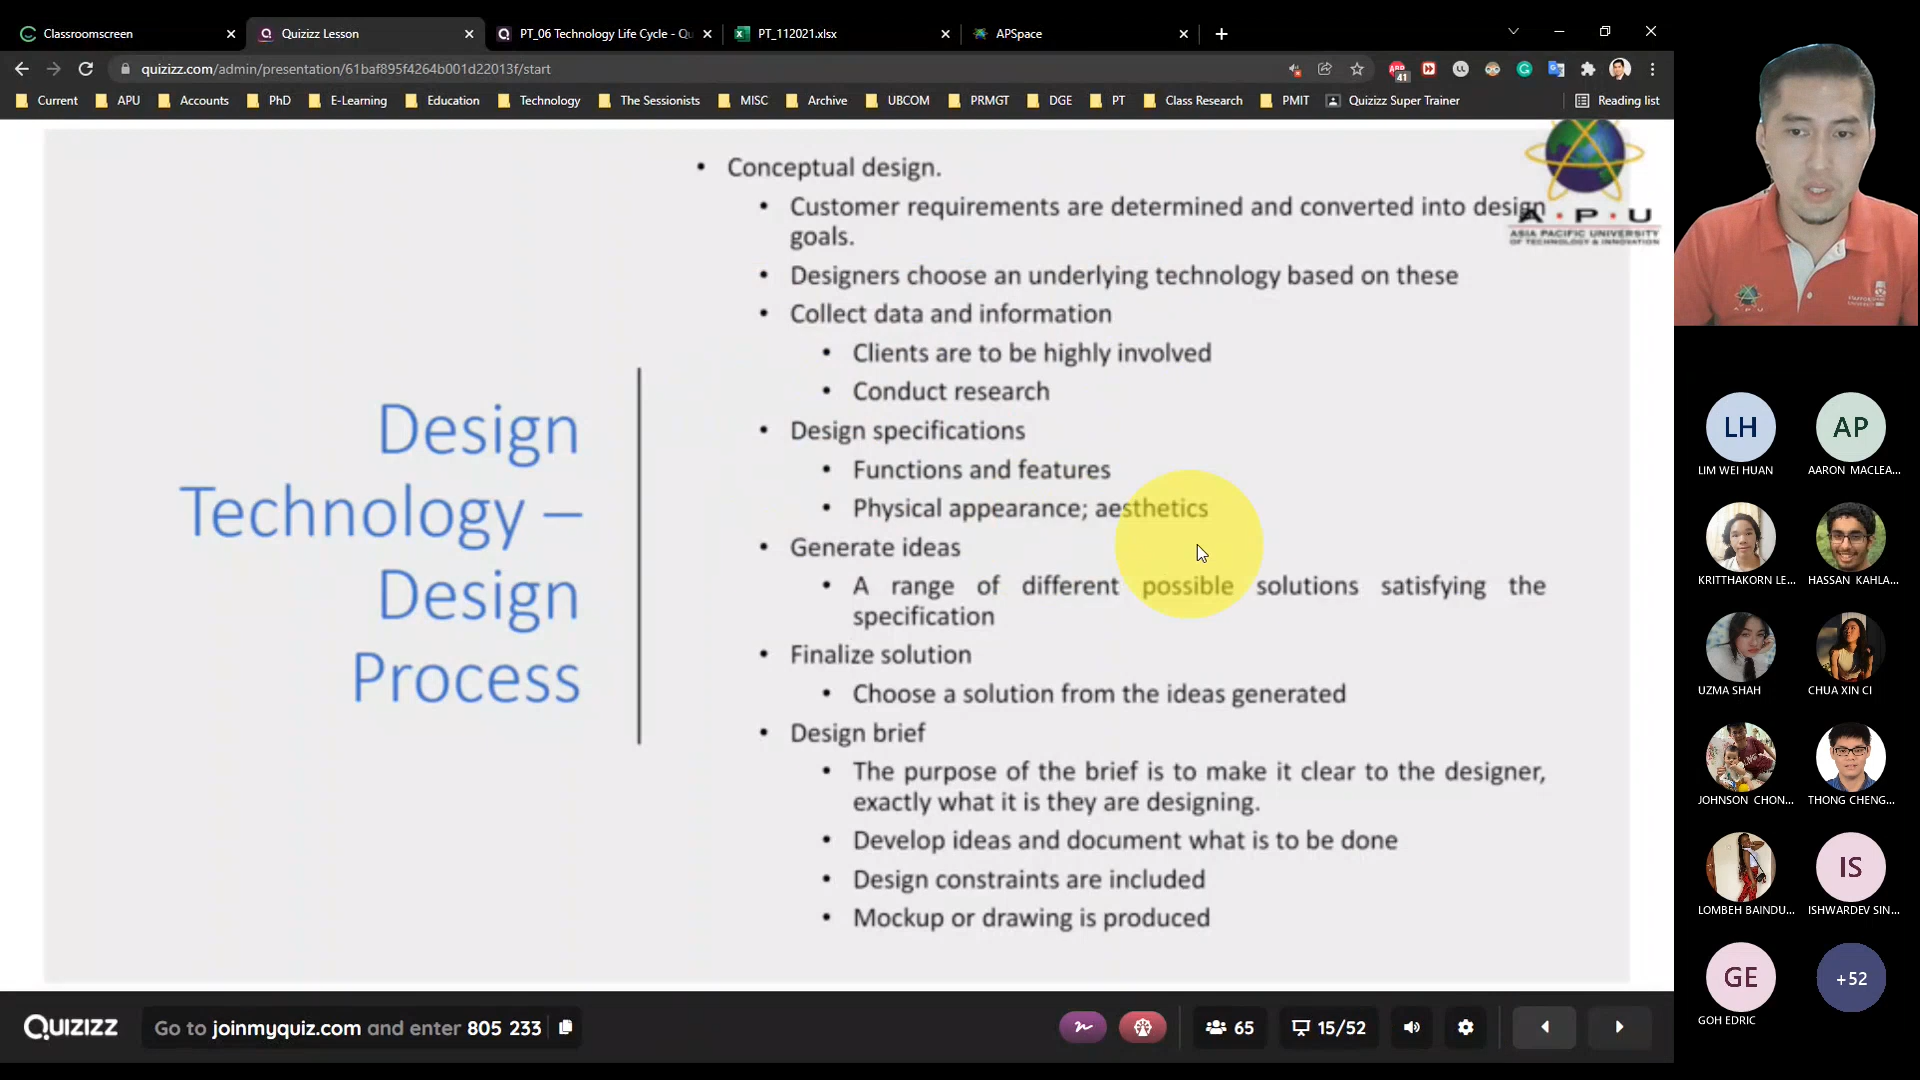 Classroomscreen
Quizizz Lesson
PT_06 Technology Life Cycle - Qu
PT_112021.xlsx
APSpace
quizizz.com/admin/presentation/61baf895f4264b001d22013f/start
41
Current
APU
Accounts
PhD
E-Learning
Education
Technology
The Sessionists
MISC
Archive
UBCOM
PRMGT
DGE
PT
Class Research
PMIT
Quizizz Super Trainer
Reading list
A · P · U
ASIA PACIFIC UNIVERSITY
OF TECHNOLOGY & INNOVATION
Design
Technology –
Design
Process
• Conceptual design.
• Customer requirements are determined and converted into design
goals.
• Designers choose an underlying technology based on these
• Collect data and information
• Clients are to be highly involved
• Conduct research
• Design specifications
• Functions and features
• Physical appearance; aesthetics
• Generate ideas
• A range of different possible solutions satisfying the
specification
• Finalize solution
• Choose a solution from the ideas generated
• Design brief
• The purpose of the brief is to make it clear to the designer,
exactly what it is they are designing.
• Develop ideas and document what is to be done
• Design constraints are included
• Mockup or drawing is produced
Quizizz
Go to joinmyquiz.com and enter 805 233
65
15/52
LH
LIM WEI HUAN
AP
AARON MACLEA...
KRITTHAKORN LE...
HASSAN KAHLA...
UZMA SHAH
CHUA XIN CI
JOHNSON CHON...
THONG CHENG...
LOMBEH BAINDU...
IS
ISHWARDEV SIN...
GE
GOH EDRIC
+52